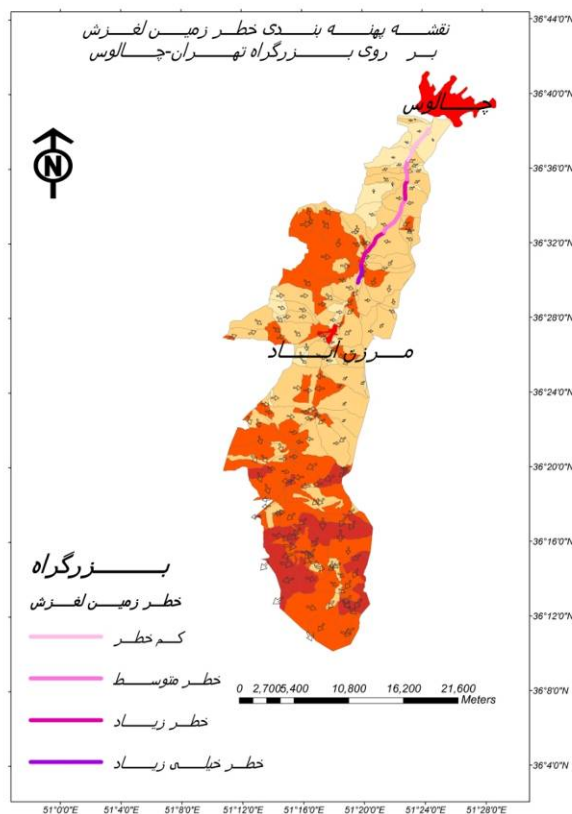 نقشه پهنه بندی خطر زمین لغزش
بر روی بزرگراه تهران-چالوس
36°44'0"N
36°40'0"N
36°36'0"N
36°32'0"N
36°28'0"N
36°24'0"N
36°20'0"N
36°16'0"N
36°12'0"N
36°8'0"N
36°4'0"N
چالوس
N
مرزن آباد
بزرگراه
خطر زمین لغزش
کم خطر
خطر متوسط
خطر زیاد
خطر خیلی زیاد
0 2,700 5,400 10,800 16,200 21,600
Meters
51°0'0"E 51°4'0"E 51°8'0"E 51°12'0"E 51°16'0"E 51°20'0"E 51°24'0"E 51°28'0"E